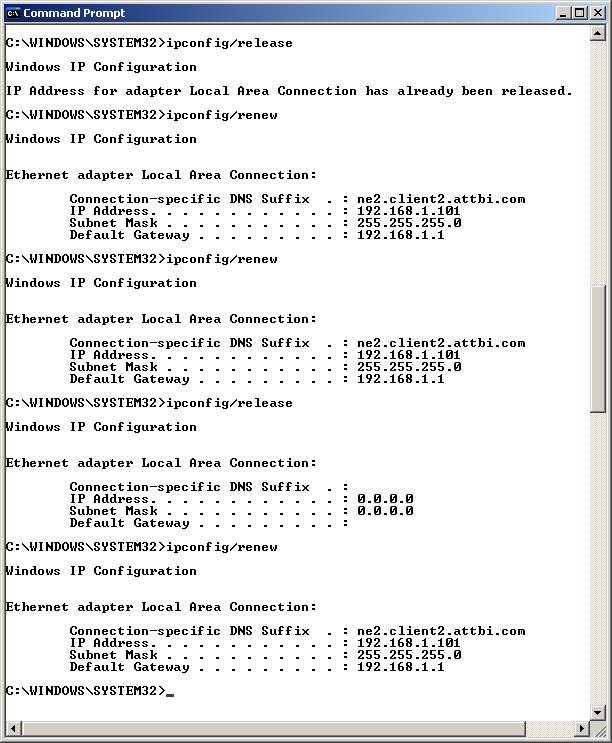 Command Prompt
C:\WINDOWS\SYSTEM32>ipconfig/release
Windows IP Configuration
IP Address for adapter Local Area Connection has already been released.
C:\WINDOWS\SYSTEM32>ipconfig/renew
Windows IP Configuration
Ethernet adapter Local Area Connection:
Connection-specific DNS Suffix  . : ne2.client2.attbi.com
IP Address. . . . . . . . . . . . : 192.168.1.101
Subnet Mask . . . . . . . . . . . : 255.255.255.0
Default Gateway . . . . . . . . . : 192.168.1.1
C:\WINDOWS\SYSTEM32>ipconfig/renew
Windows IP Configuration
Ethernet adapter Local Area Connection:
Connection-specific DNS Suffix  . : ne2.client2.attbi.com
IP Address. . . . . . . . . . . . : 192.168.1.101
Subnet Mask . . . . . . . . . . . : 255.255.255.0
Default Gateway . . . . . . . . . : 192.168.1.1
C:\WINDOWS\SYSTEM32>ipconfig/release
Windows IP Configuration
Ethernet adapter Local Area Connection:
Connection-specific DNS Suffix  . :
IP Address. . . . . . . . . . . . : 0.0.0.0
Subnet Mask . . . . . . . . . . . : 0.0.0.0
Default Gateway . . . . . . . . . :
C:\WINDOWS\SYSTEM32>ipconfig/renew
Windows IP Configuration
Ethernet adapter Local Area Connection:
Connection-specific DNS Suffix  . : ne2.client2.attbi.com
IP Address. . . . . . . . . . . . : 192.168.1.101
Subnet Mask . . . . . . . . . . . : 255.255.255.0
Default Gateway . . . . . . . . . : 192.168.1.1
C:\WINDOWS\SYSTEM32>_